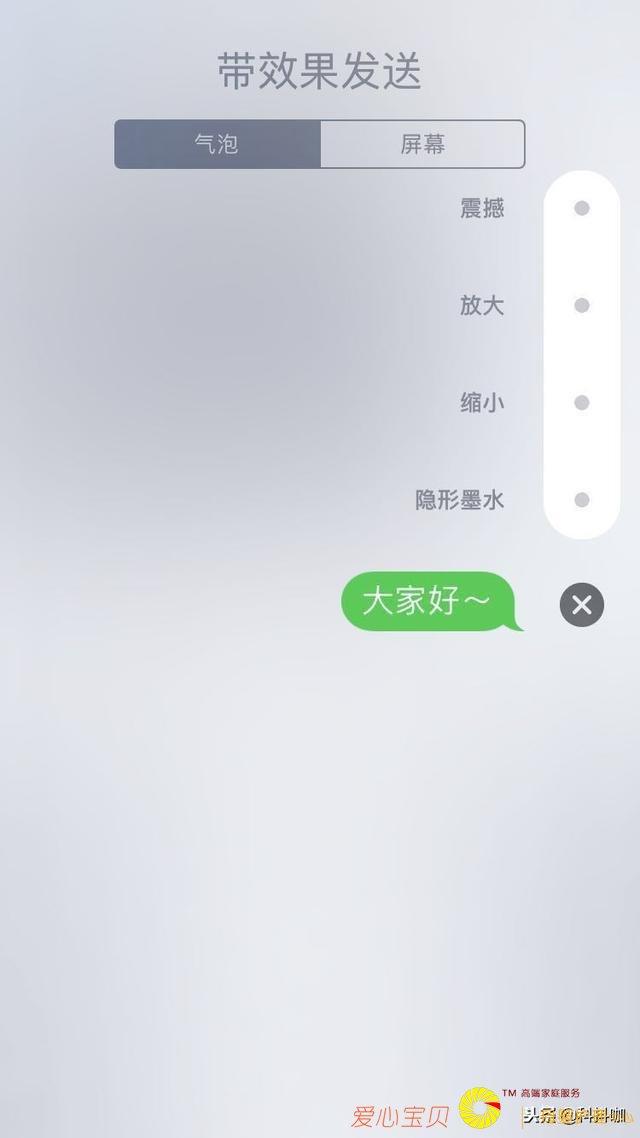 带效果发送
气泡
屏幕
震撼
放大
缩小
隐形墨水
大家好～
爱心宝贝
TM 高端家庭服务
头条 @科科咖